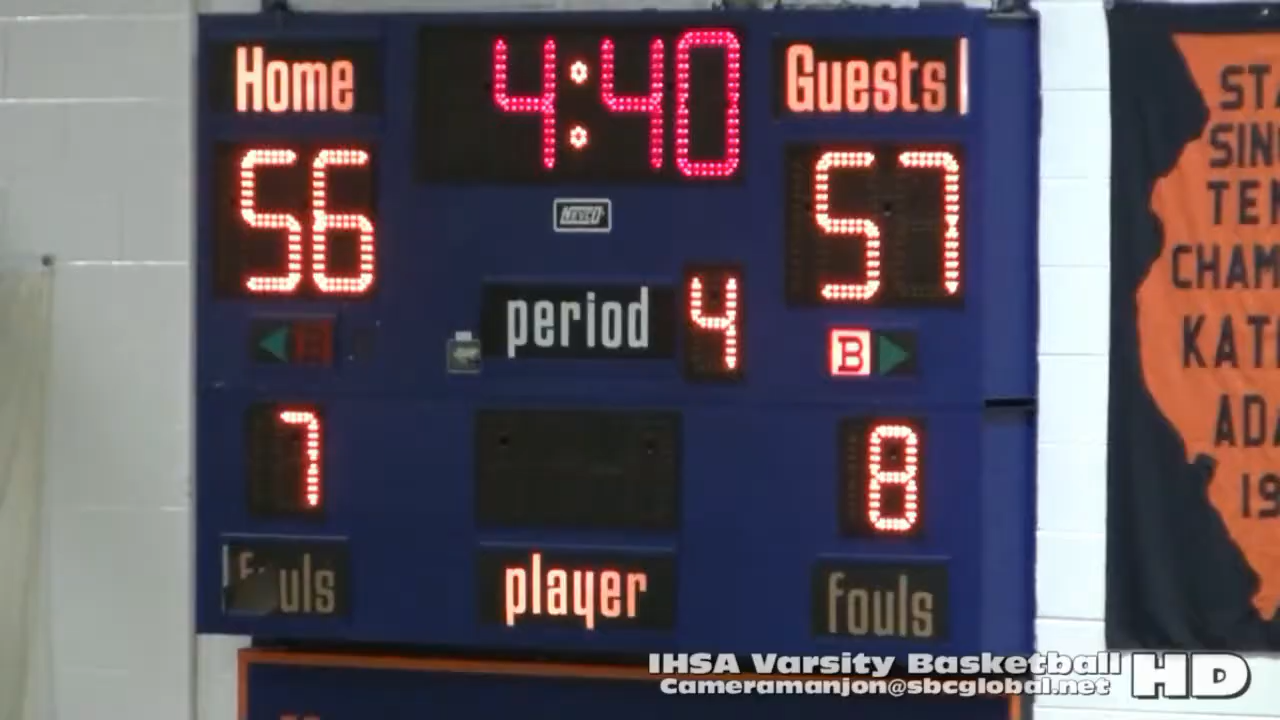 Home
4:40
Guests
56
57
period 4
B
B
7
8
fouls
player
fouls
IHSA Varsity Basketball
Cameramanjon@sbcglobal.net
HD